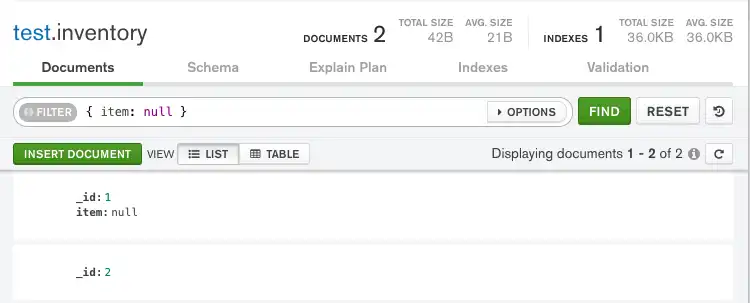 test.inventory
DOCUMENTS 2 TOTAL SIZE 42B AVG. SIZE 21B INDEXES 1 TOTAL SIZE 36.0KB AVG. SIZE 36.0KB
Documents Schema Explain Plan Indexes Validation
FILTER { item: null } OPTIONS FIND RESET
INSERT DOCUMENT VIEW LIST TABLE Displaying documents 1 - 2 of 2
_id: 1
item: null
_id: 2